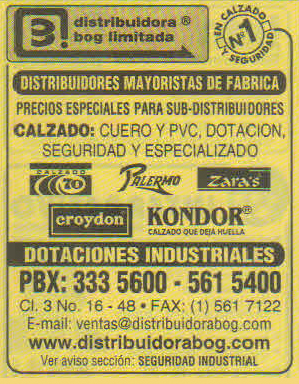 3!
distribuidora ®
bog limitada
EN CALZADO
Nº 1
Y SEGURIDAD
DISTRIBUIDORES MAYORISTAS DE FABRICA
PRECIOS ESPECIALES PARA SUB-DISTRIBUIDORES
CALZADO: CUERO Y PVC, DOTACION,
SEGURIDAD Y ESPECIALIZADO
CALZADO
70
PALERMO
Zara's
croydon
KONDOR®
CALZADO QUE DEJA HUELLA
DOTACIONES INDUSTRIALES
PBX: 333 5600 - 561 5400
Cl. 3 No. 16 - 48 • FAX: (1) 561 7122
E-mail: ventas@distribuidorabog.com
www.distribuidorabog.com
Ver aviso sección: SEGURIDAD INDUSTRIAL